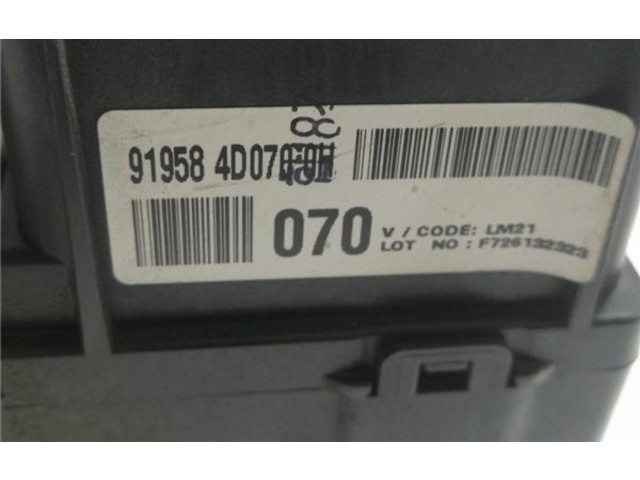 91958 4D070
070
V / CODE: LM21
LOT NO : F726132323